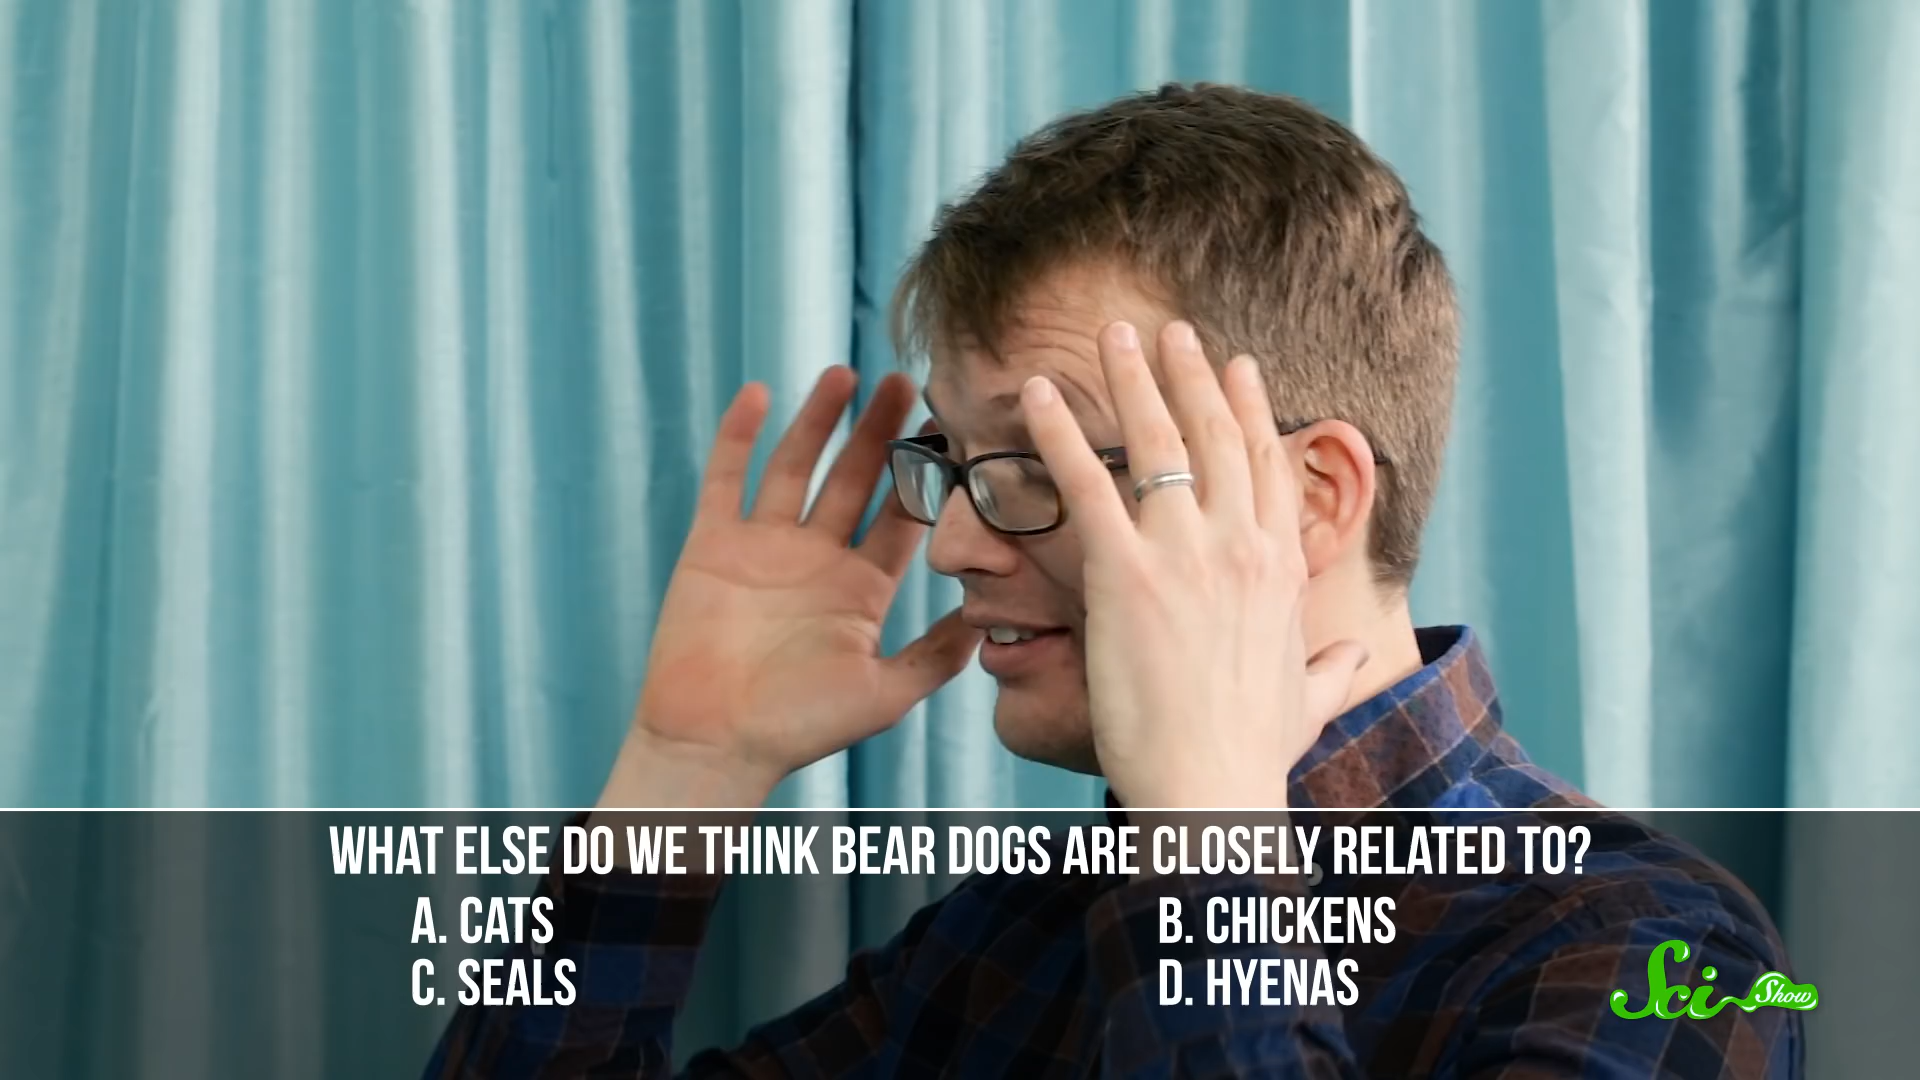 WHAT ELSE DO WE THINK BEAR DOGS ARE CLOSELY RELATED TO?
A. CATS
B. CHICKENS
C. SEALS
D. HYENAS
Sci Show